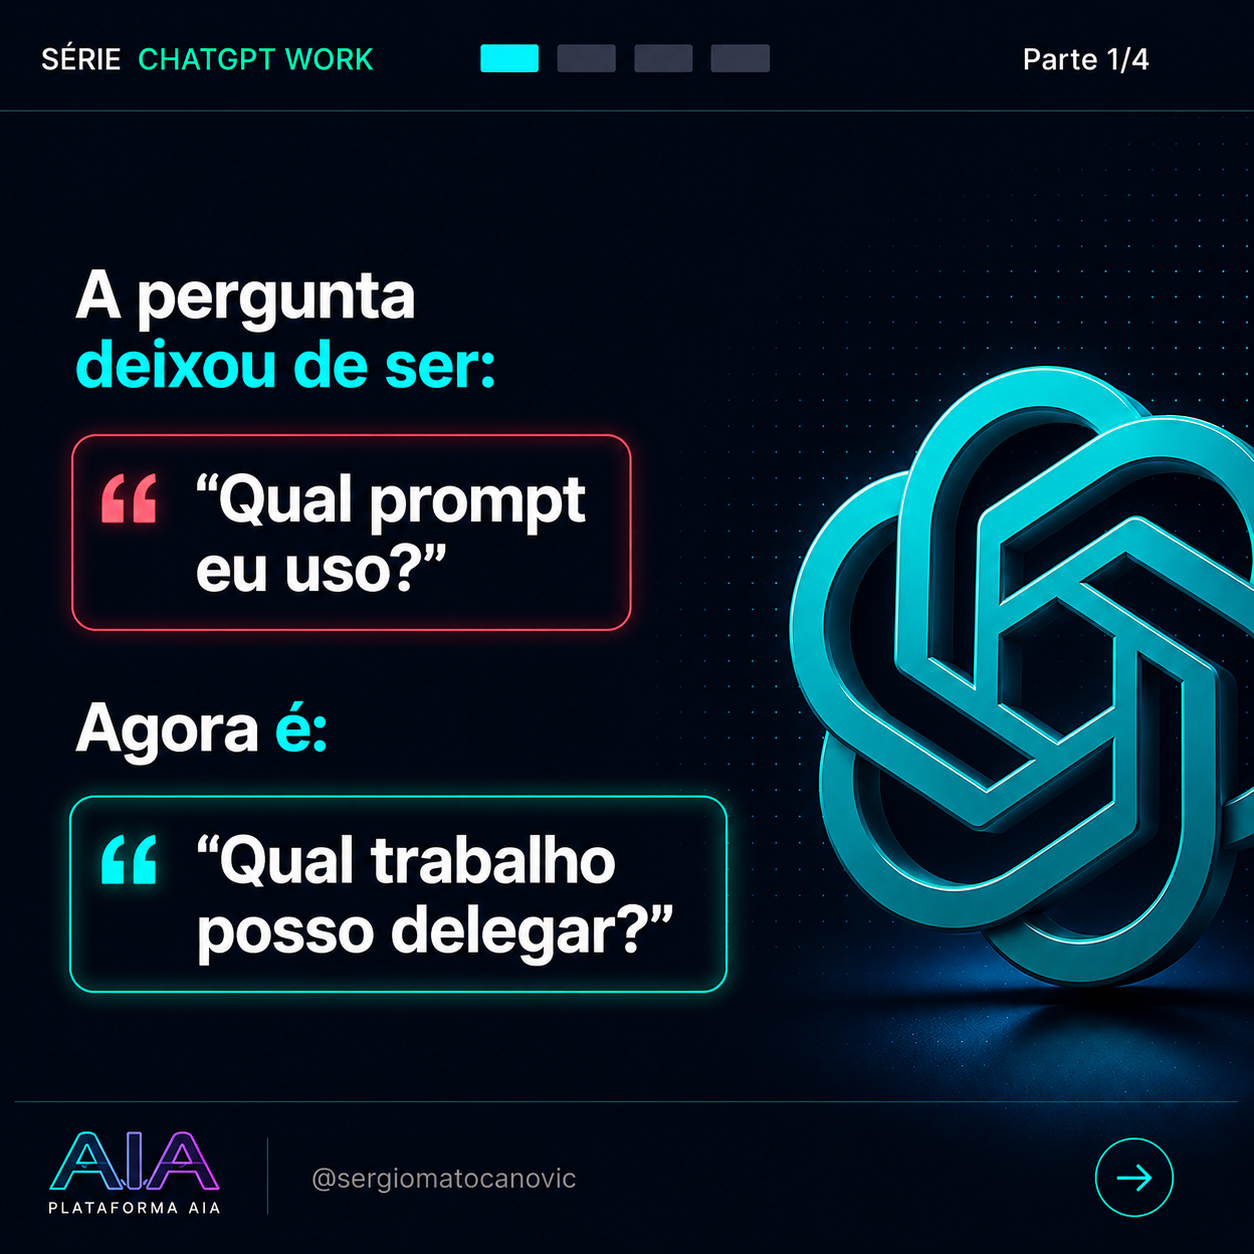 SÉRIE CHATGPT WORK
Parte 1/4
A pergunta
deixou de ser:
“Qual prompt
eu uso?”
Agora é:
“Qual trabalho
posso delegar?”
AIA
PLATAFORMA AIA
@sergiomatocanovic